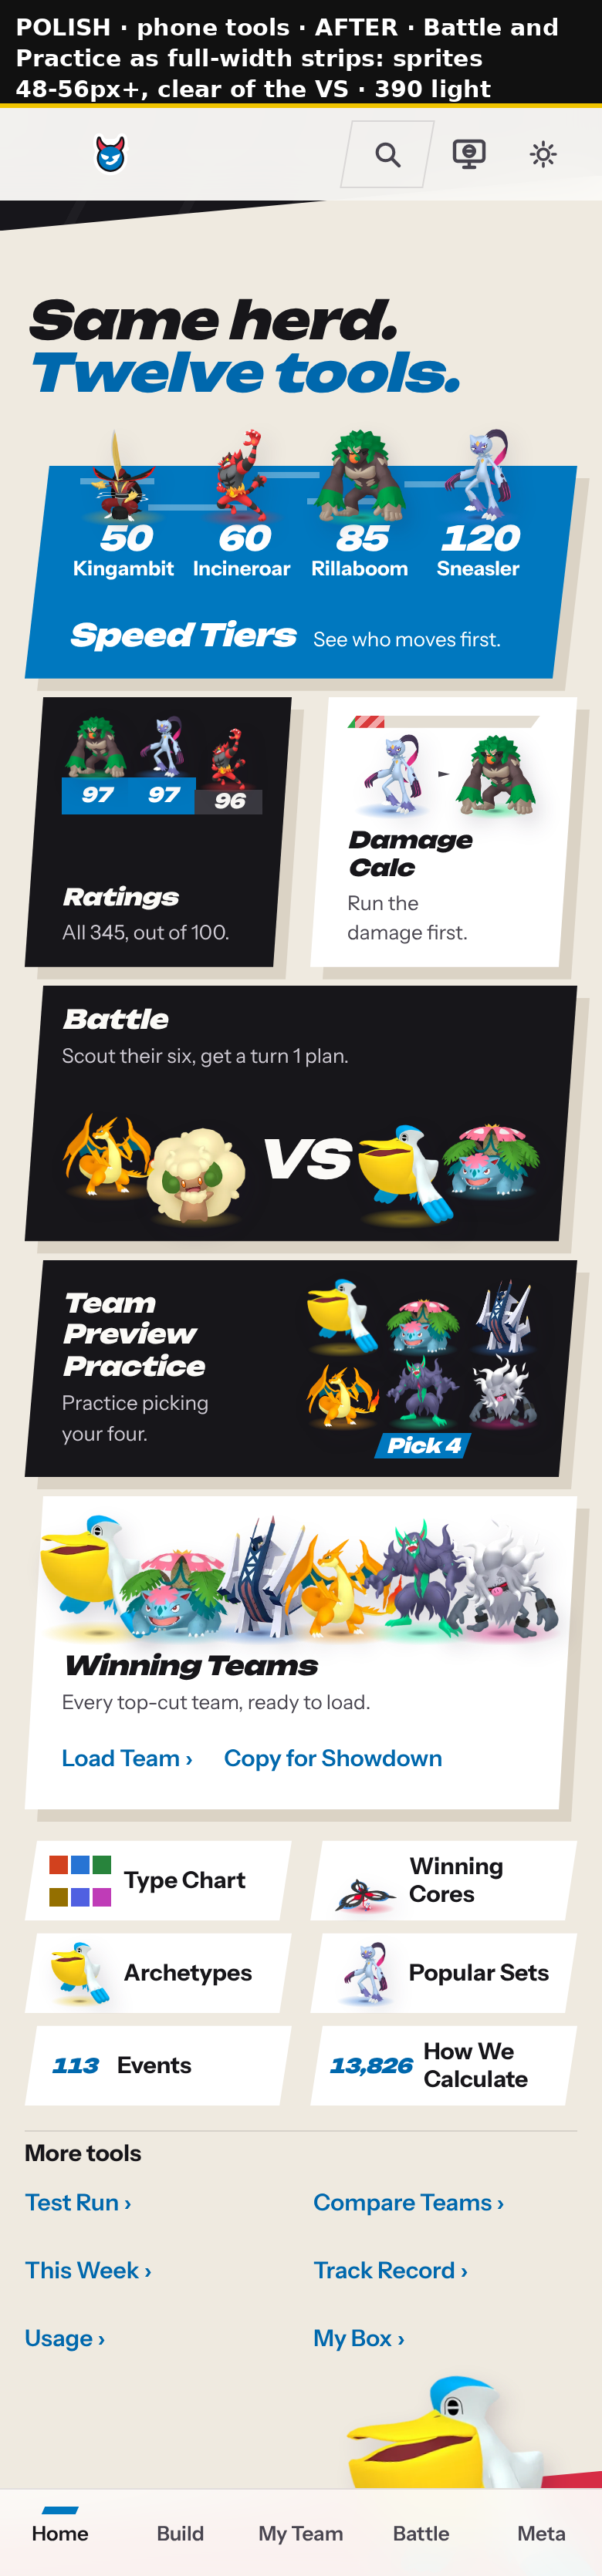 POLISH · phone tools · AFTER · Battle and
Practice as full-width strips: sprites
48-56px+, clear of the VS · 390 light
Same herd.
Twelve tools.
50 60 85 120
Kingambit Incineroar Rillaboom Sneasler
Speed Tiers See who moves first.
97 97 96
Ratings
All 345, out of 100.
Damage
Calc
Run the
damage first.
Battle
Scout their six, get a turn 1 plan.
VS
Team
Preview
Practice
Practice picking
your four.
Pick 4
Winning Teams
Every top-cut team, ready to load.
Load Team › Copy for Showdown
Type Chart
Winning
Cores
Archetypes
Popular Sets
113 Events
13,826 How We
Calculate
More tools
Test Run › Compare Teams ›
This Week › Track Record ›
Usage › My Box ›
Home Build My Team Battle Meta